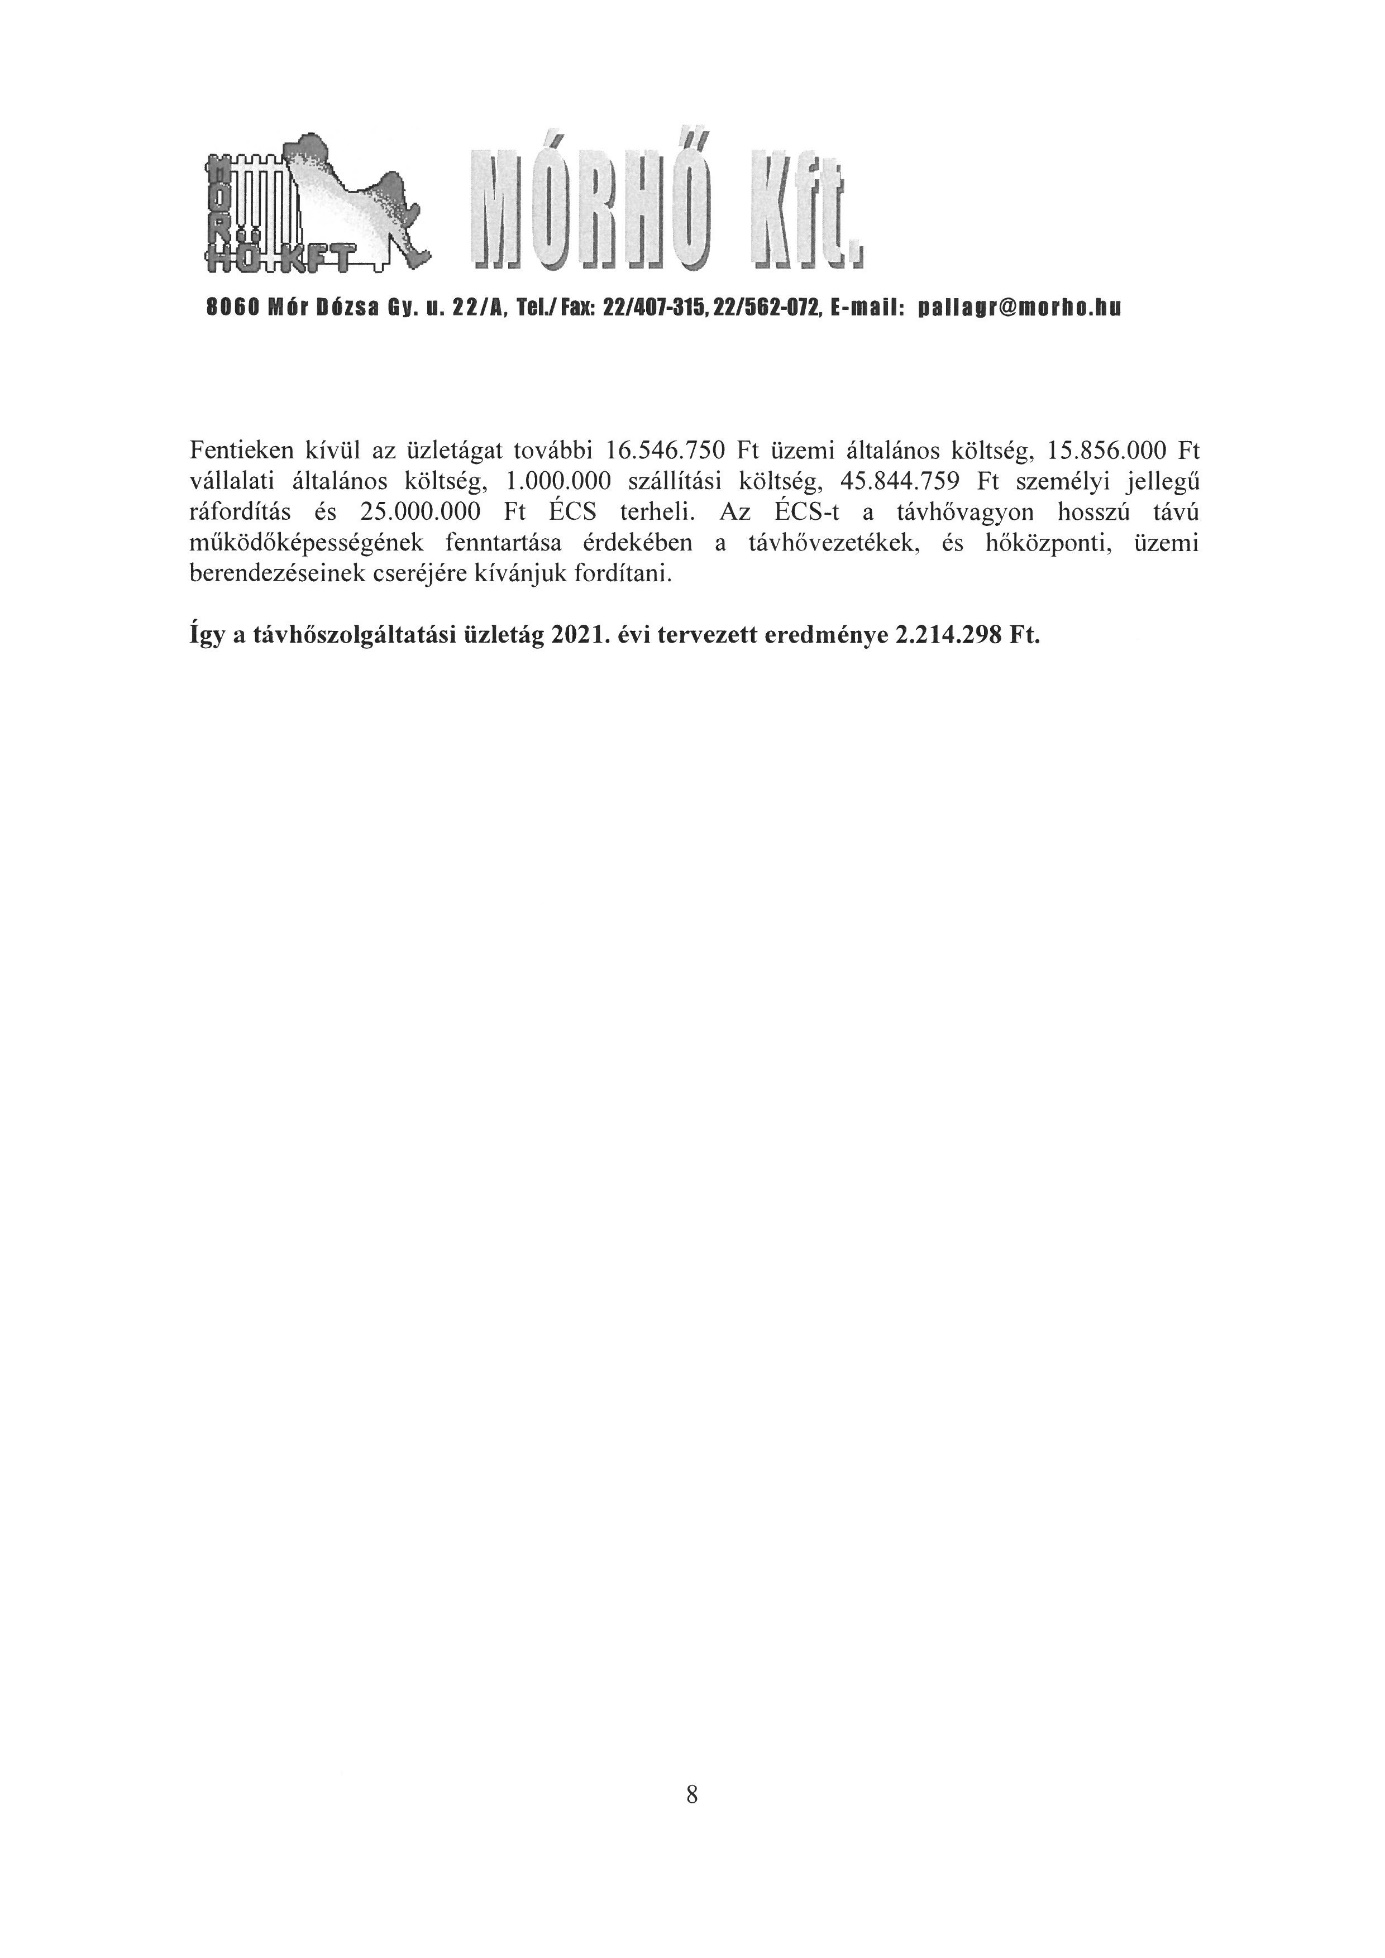 MÓRHŐ KFT
MÓRHŐ Kft.
8060 Mór Dózsa Gy. u. 22/A, Tel./Fax: 22/407-315, 22/562-072, E-mail: pallagr@morho.hu
Fentieken kívül az üzletágat további 16.546.750 Ft üzemi általános költség, 15.856.000 Ft
vállalati általános költség, 1.000.000 szállítási költség, 45.844.759 Ft személyi jellegű
ráfordítás és 25.000.000 Ft ÉCS terheli. Az ÉCS-t a távhővagyon hosszú távú
működőképességének fenntartása érdekében a távhővezetékek, és hőközponti, üzemi
berendezéseinek cseréjére kívánjuk fordítani.
Így a távhőszolgáltatási üzletág 2021. évi tervezett eredménye 2.214.298 Ft.
8